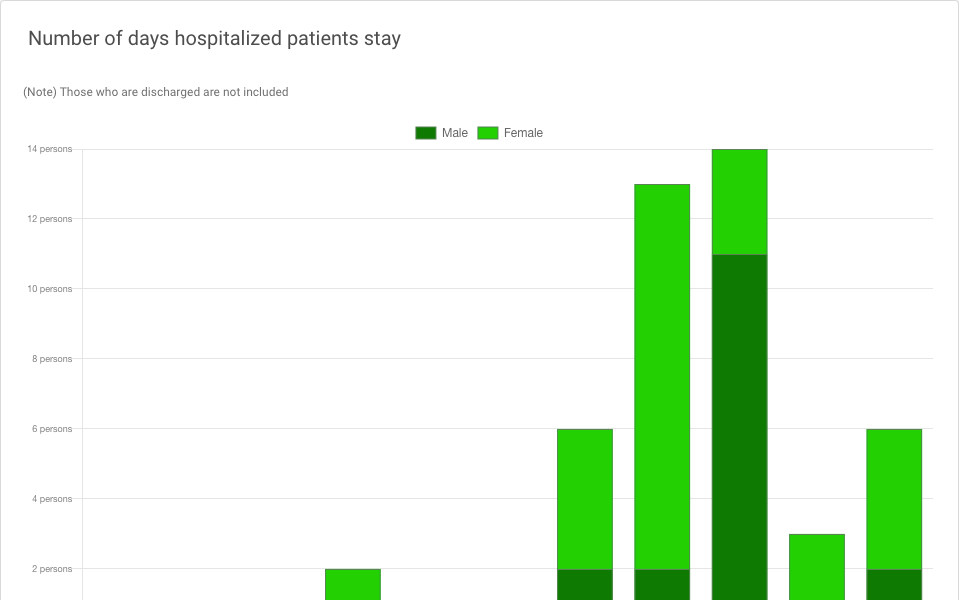 Number of days hospitalized patients stay
(Note) Those who are discharged are not included
Male Female
14 persons
12 persons
10 persons
8 persons
6 persons
4 persons
2 persons